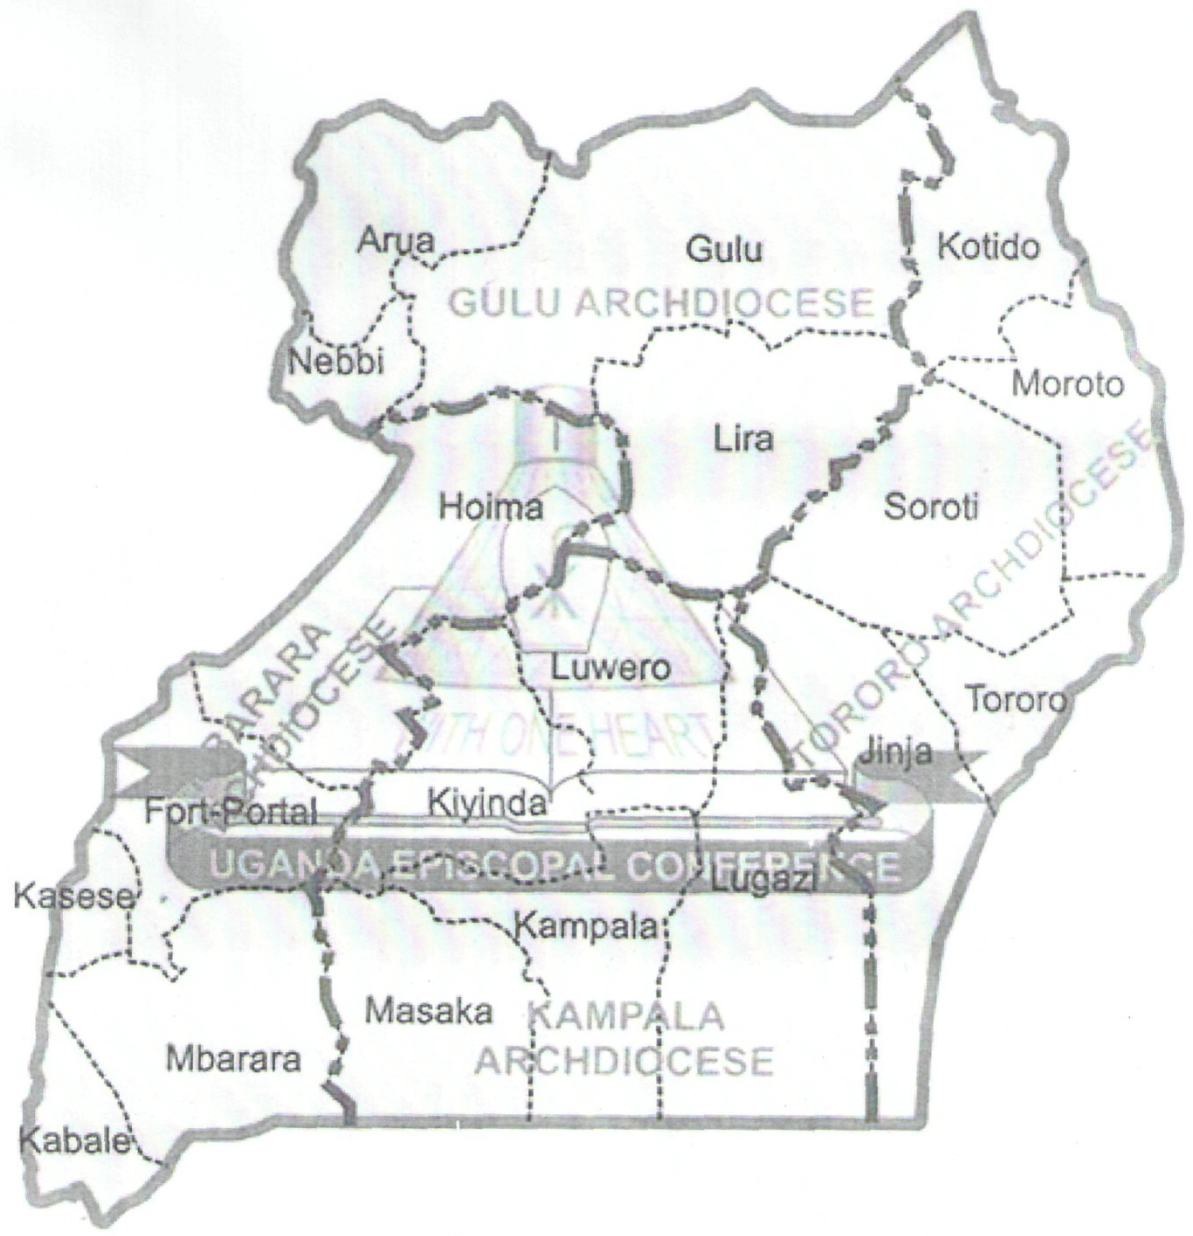 Arua
Gulu
Kotido
GULU ARCHDIOCESE
Nebbi
Moroto
Lira
Hoima
Soroti
TORORO ARCHDIOCESE
BARARA
ARCHDIOCESE
Luwero
Tororo
WITH ONE HEART
Jinja
Fort-Portal
Kiyinda
UGANDA EPISCOPAL CONFERENCE
Lugazi
Kasese
Kampala
Masaka
KAMPALA
ARCHDIOCESE
Mbarara
Kabale